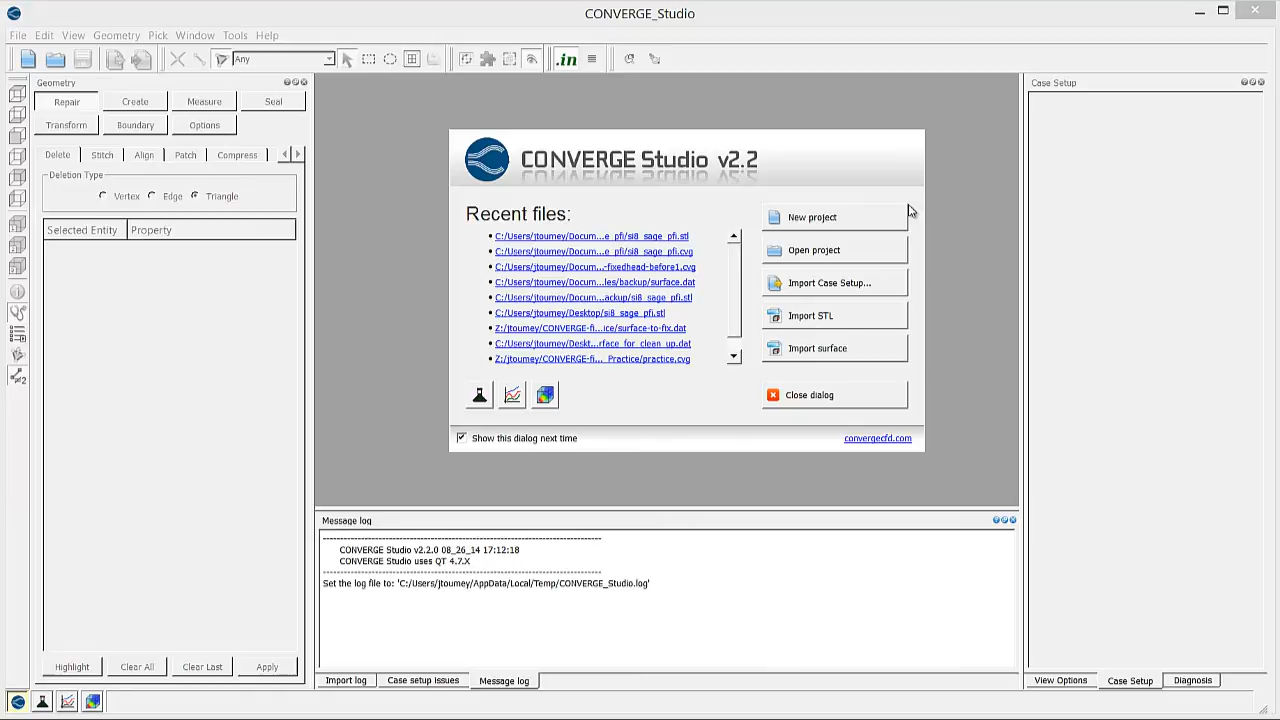 CONVERGE_Studio
File Edit View Geometry Pick Window Tools Help
Any
.in
Geometry
Repair Create Measure Seal
Transform Boundary Options
Delete Stitch Align Patch Compress
Deletion Type
Vertex Edge Triangle
Selected Entity Property
Highlight Clear All Clear Last Apply
CONVERGE Studio v2.2
Recent files:
C:/Users/jtoumey/Docum...e_pfi/si8_sage_pfi.stl
C:/Users/jtoumey/Docum...e_pfi/si8_sage_pfi.cvg
C:/Users/jtoumey/Docum...-fixedhead-before1.cvg
C:/Users/jtoumey/Docum...les/backup/surface.dat
C:/Users/jtoumey/Docum...ackup/si8_sage_pfi.stl
C:/Users/jtoumey/Desktop/si8_sage_pfi.stl
Z:/jtoumey/CONVERGE-fi...ice/surface-to-fix.dat
C:/Users/jtoumey/Deskt...rface_for_clean_up.dat
Z:/jtoumey/CONVERGE-fi..._Practice/practice.cvg
New project
Open project
Import Case Setup...
Import STL
Import surface
Close dialog
Show this dialog next time
convergecfd.com
Message log
CONVERGE Studio v2.2.0 08_26_14 17:12:18
CONVERGE Studio uses QT 4.7.X
Set the log file to: 'C:/Users/jtoumey/AppData/Local/Temp/CONVERGE_Studio.log'
Import log Case setup issues Message log
Case Setup
View Options Case Setup Diagnosis